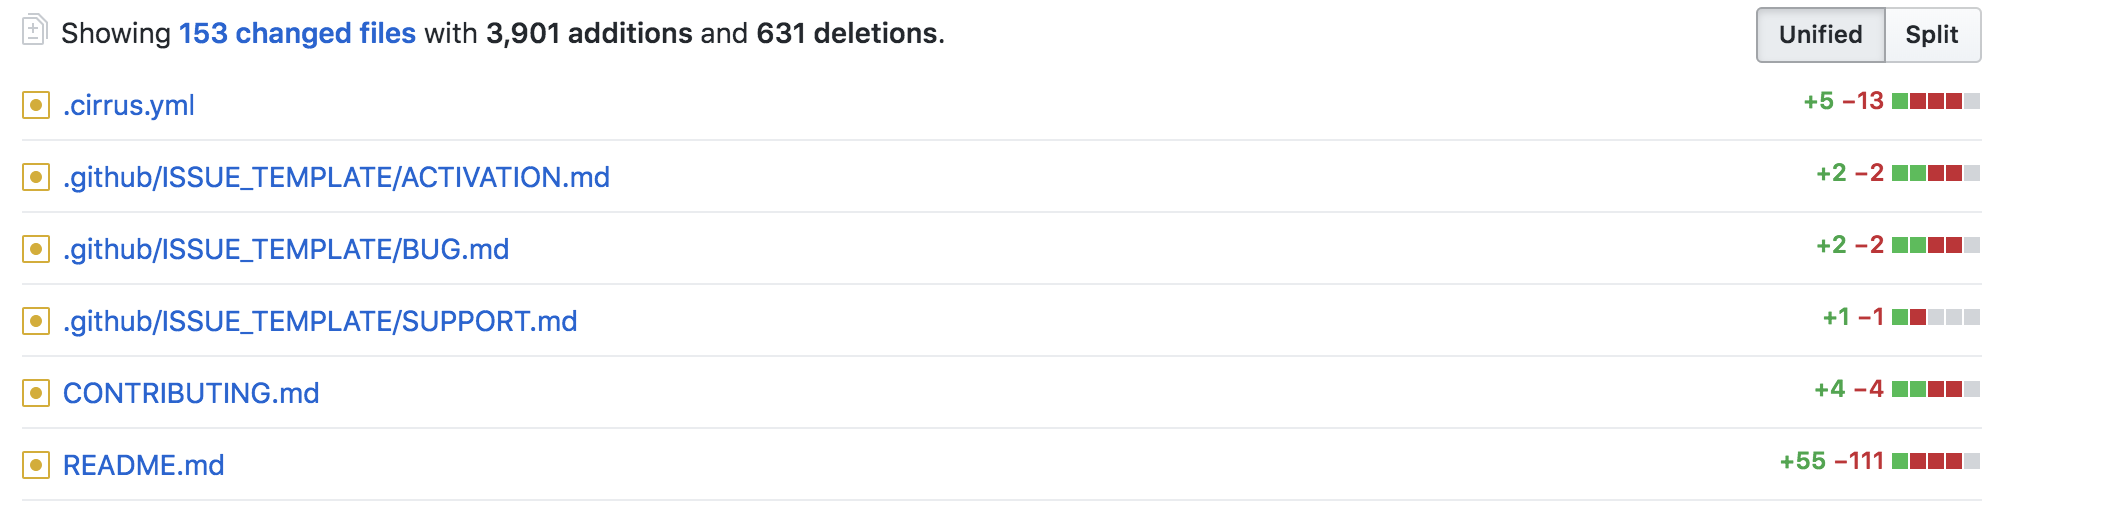 Showing 153 changed files with 3,901 additions and 631 deletions.
Unified Split
.cirrus.yml +5 −13
.github/ISSUE_TEMPLATE/ACTIVATION.md +2 −2
.github/ISSUE_TEMPLATE/BUG.md +2 −2
.github/ISSUE_TEMPLATE/SUPPORT.md +1 −1
CONTRIBUTING.md +4 −4
README.md +55 −111